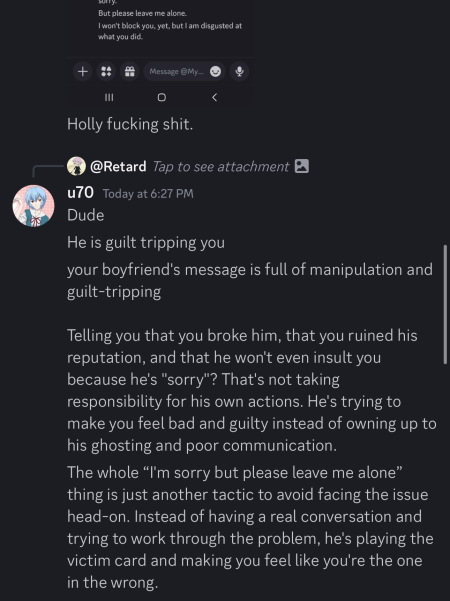 sorry.
But please leave me alone.
I won't block you, yet, but I am disgusted at
what you did.
Message @My...
Holly fucking shit.
@Retard Tap to see attachment
u70 Today at 6:27 PM
Dude
He is guilt tripping you
your boyfriend's message is full of manipulation and
guilt-tripping
Telling you that you broke him, that you ruined his
reputation, and that he won't even insult you
because he's "sorry"? That's not taking
responsibility for his own actions. He's trying to
make you feel bad and guilty instead of owning up to
his ghosting and poor communication.
The whole “I'm sorry but please leave me alone”
thing is just another tactic to avoid facing the issue
head-on. Instead of having a real conversation and
trying to work through the problem, he's playing the
victim card and making you feel like you're the one
in the wrong.